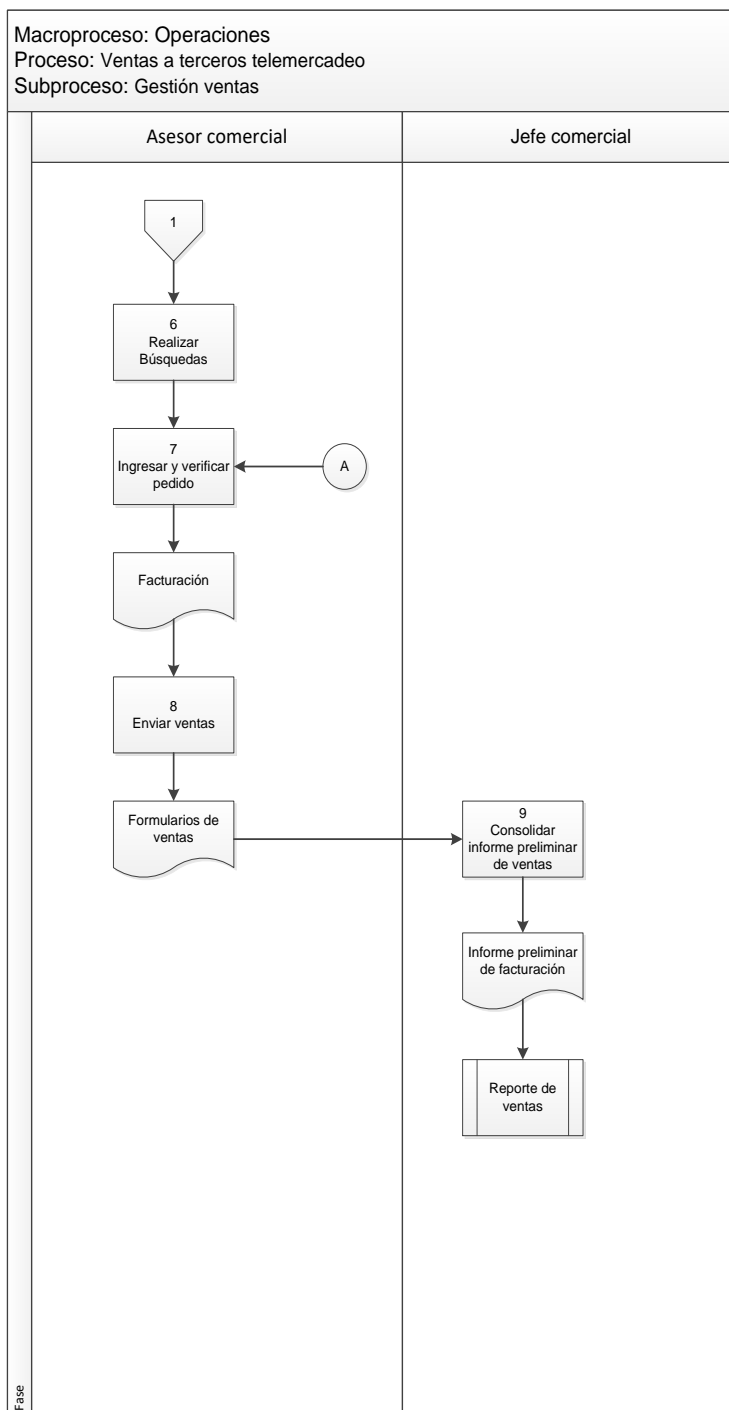 Macroproceso: Operaciones
Proceso: Ventas a terceros telemercadeo
Subproceso: Gestión ventas
Asesor comercial
Jefe comercial
1
6
Realizar
Búsquedas
7
Ingresar y verificar
pedido
A
Facturación
8
Enviar ventas
Formularios de
ventas
9
Consolidar
informe preliminar
de ventas
Informe preliminar
de facturación
Reporte de
ventas
Fase